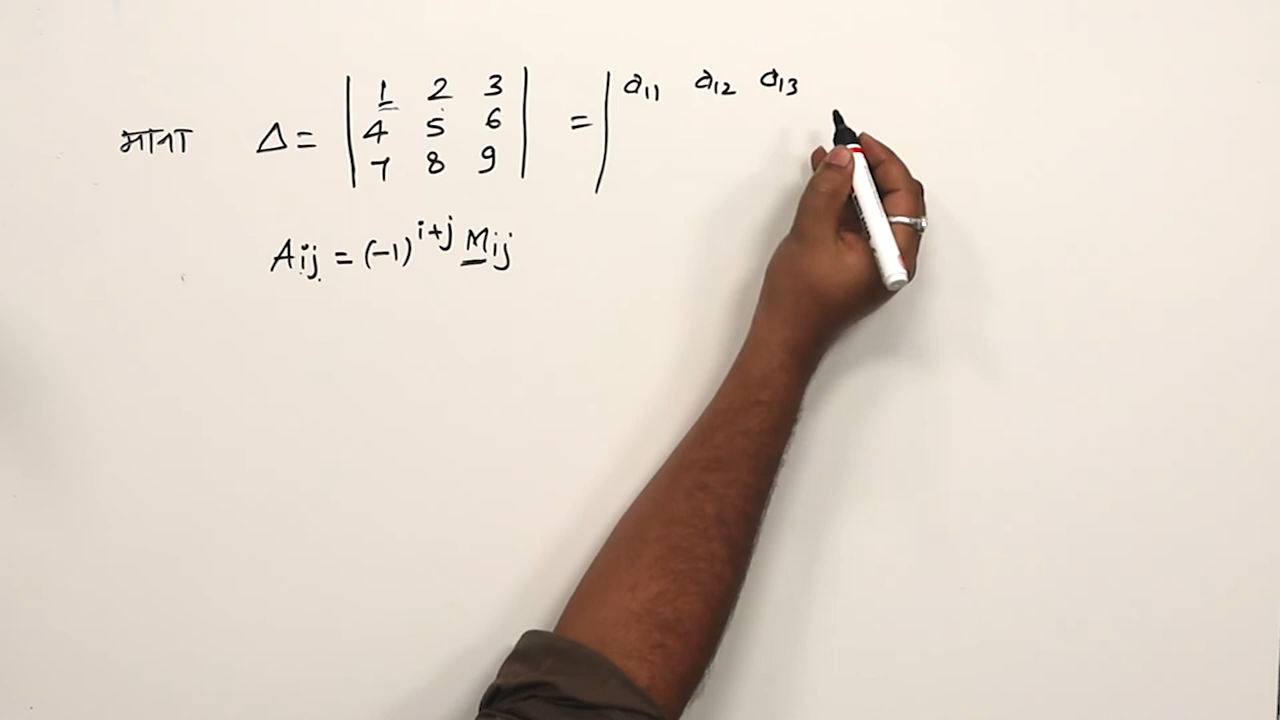 माना Δ = | 1 2 3 | = | a₁₁ a₁₂ a₁₃
| 4 5 6 |
| 7 8 9 |
Aij = (-1)^{i+j} Mij